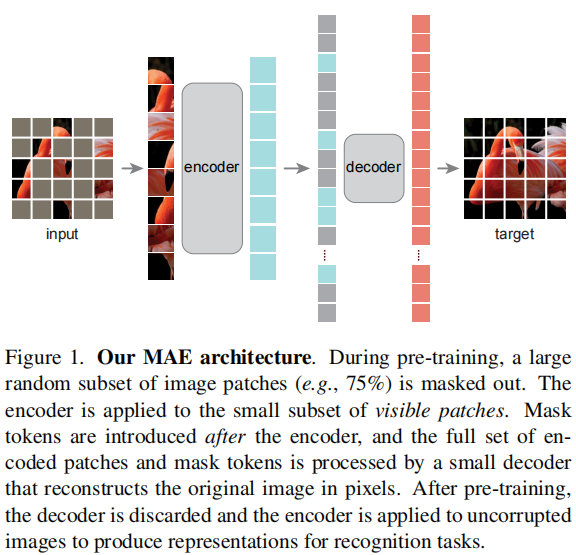 input
encoder
decoder
target
Figure 1. Our MAE architecture. During pre-training, a large
random subset of image patches (e.g., 75%) is masked out. The
encoder is applied to the small subset of visible patches. Mask
tokens are introduced after the encoder, and the full set of en-
coded patches and mask tokens is processed by a small decoder
that reconstructs the original image in pixels. After pre-training,
the decoder is discarded and the encoder is applied to uncorrupted
images to produce representations for recognition tasks.